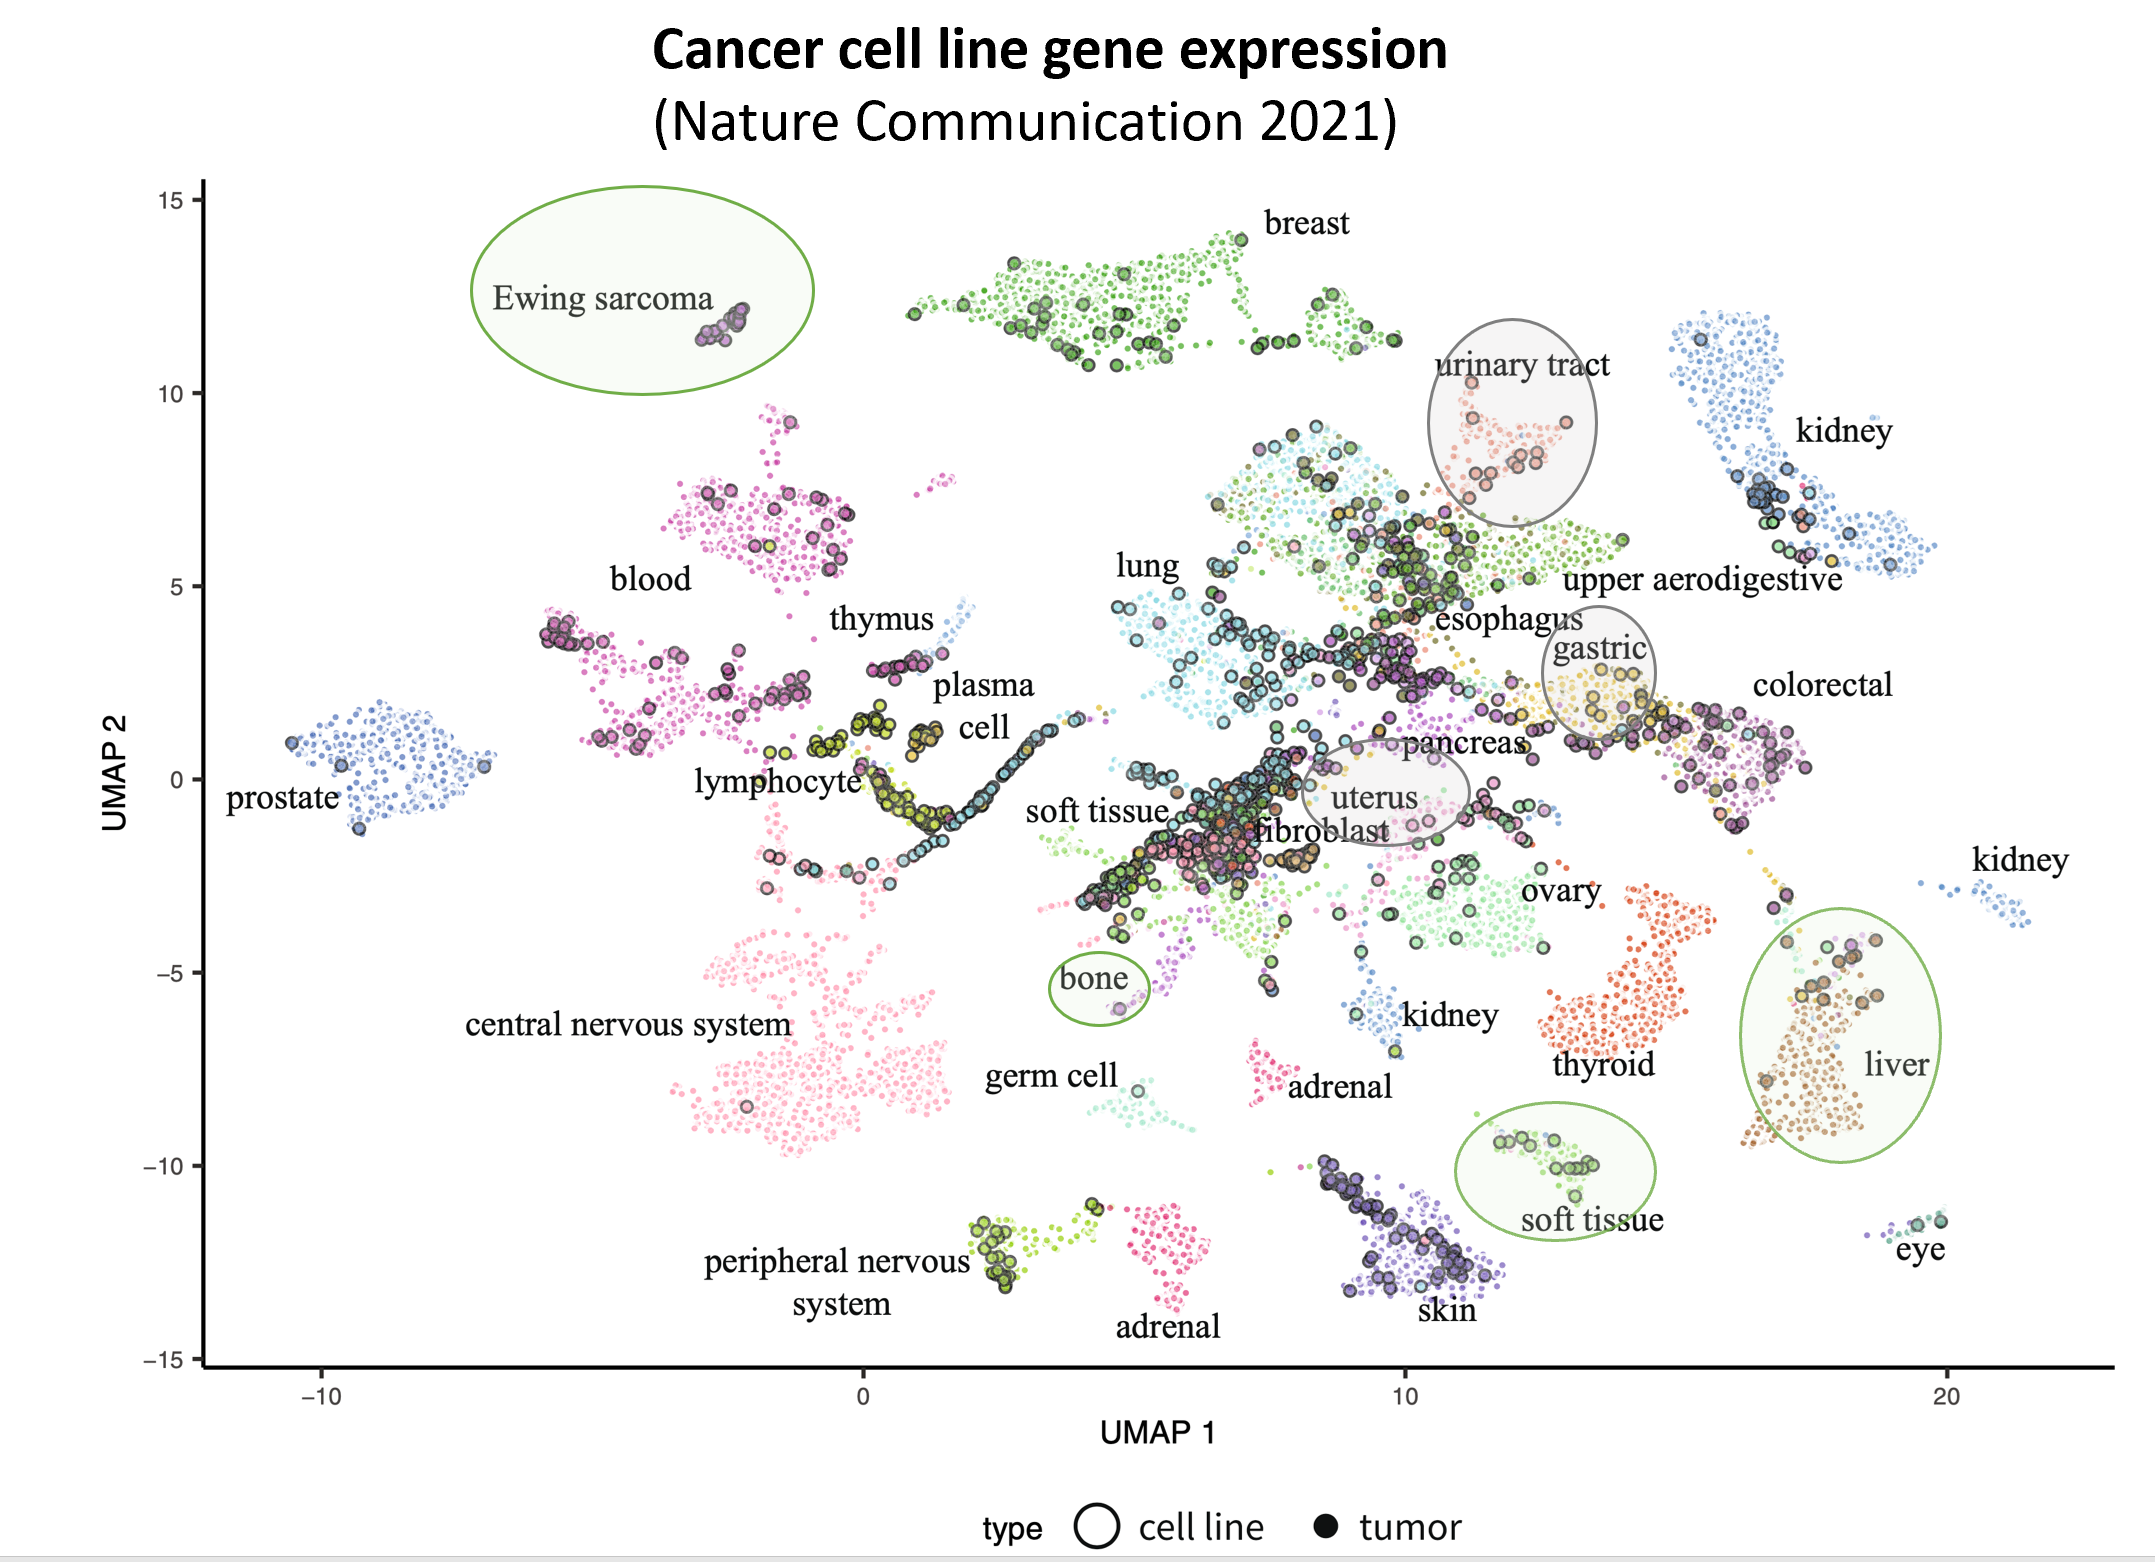 Cancer cell line gene expression
(Nature Communication 2021)
15
10
5
0
−5
−10
−15
UMAP 2
Ewing sarcoma
breast
urinary tract
kidney
blood
lung
upper aerodigestive
thymus
esophagus
gastric
plasma
cell
colorectal
pancreas
lymphocyte
prostate
uterus
soft tissue
fibroblast
kidney
ovary
bone
central nervous system
kidney
thyroid
liver
germ cell
adrenal
soft tissue
eye
peripheral nervous
system
skin
adrenal
−10
0
10
20
UMAP 1
type cell line tumor